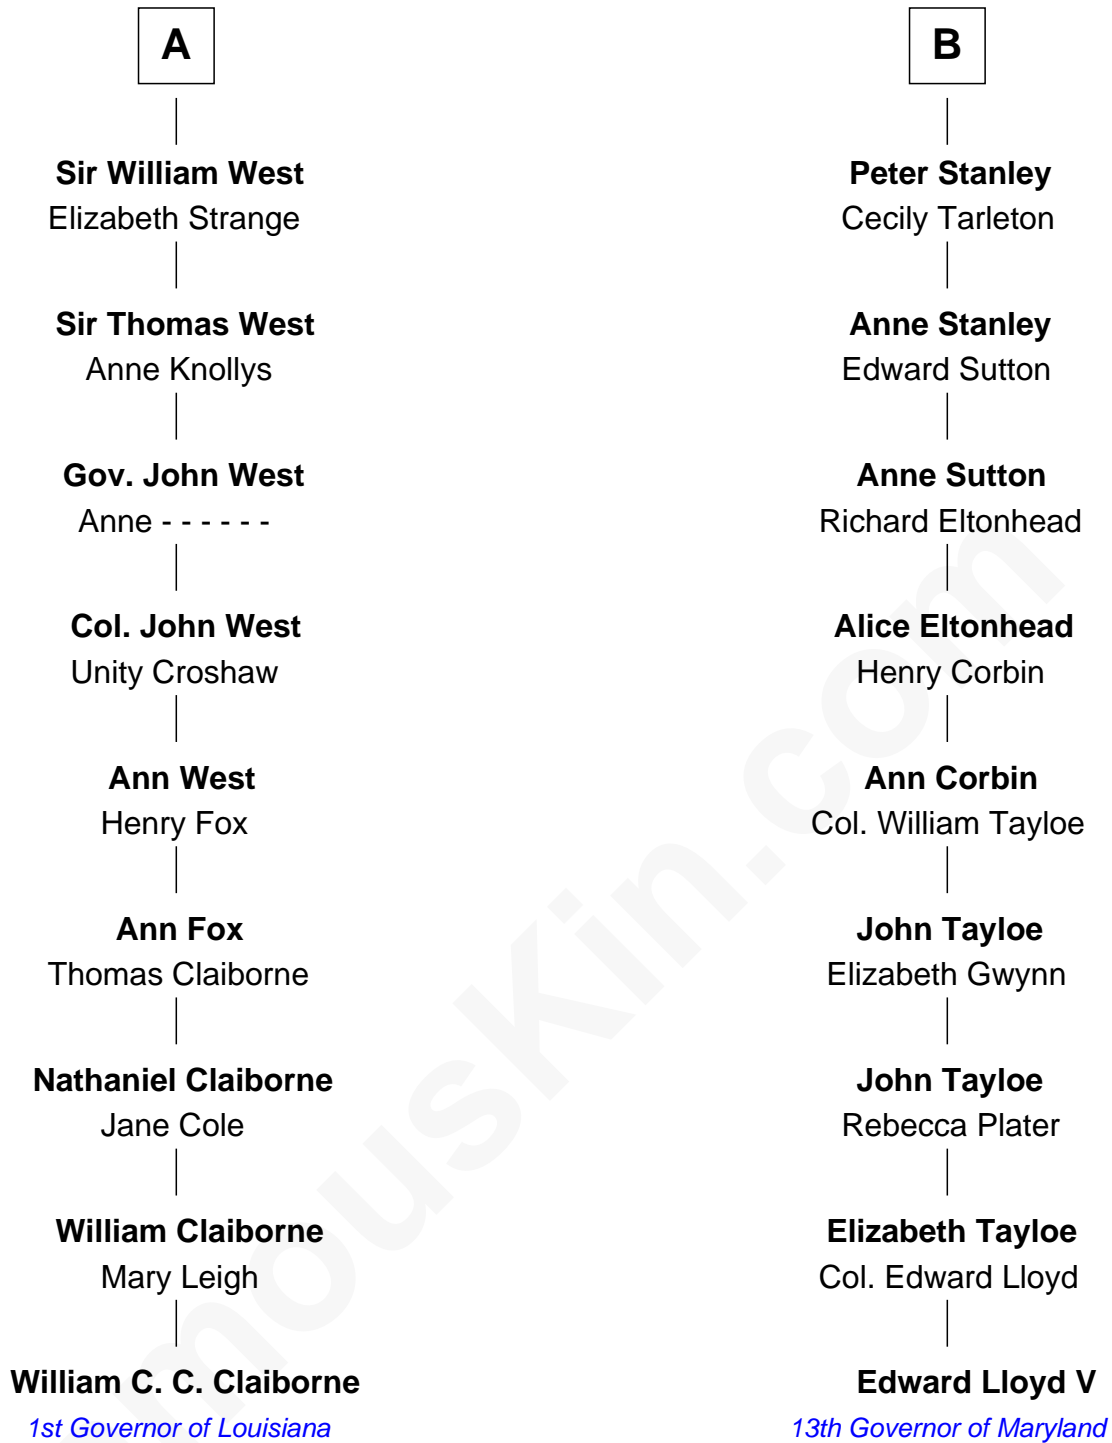 A
Sir William West
Elizabeth Strange
Sir Thomas West
Anne Knollys
Gov. John West
Anne - - - - - -
Col. John West
Unity Croshaw
Ann West
Henry Fox
Ann Fox
Thomas Claiborne
Nathaniel Claiborne
Jane Cole
William Claiborne
Mary Leigh
William C. C. Claiborne
1st Governor of Louisiana
B
Peter Stanley
Cecily Tarleton
Anne Stanley
Edward Sutton
Anne Sutton
Richard Eltonhead
Alice Eltonhead
Henry Corbin
Ann Corbin
Col. William Tayloe
John Tayloe
Elizabeth Gwynn
John Tayloe
Rebecca Plater
Elizabeth Tayloe
Col. Edward Lloyd
Edward Lloyd V
13th Governor of Maryland
mousKin.com